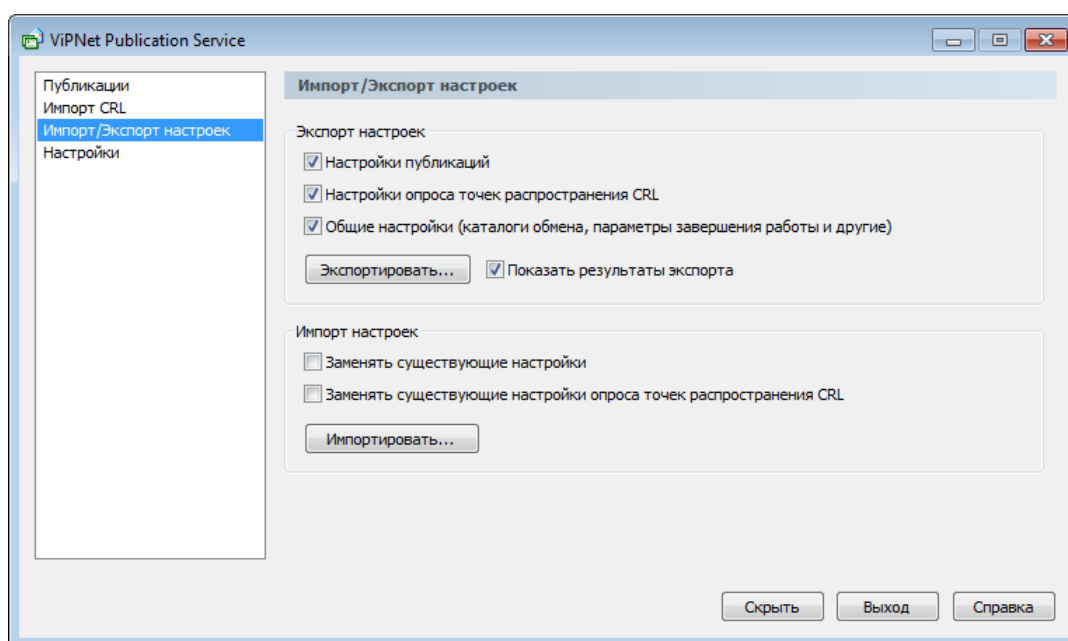 ViPNet Publication Service
Публикации
Импорт CRL
Импорт/Экспорт настроек
Настройки
Импорт/Экспорт настроек
Экспорт настроек
Настройки публикаций
Настройки опроса точек распространения CRL
Общие настройки (каталоги обмена, параметры завершения работы и другие)
Экспортировать... Показать результаты экспорта
Импорт настроек
Заменять существующие настройки
Заменять существующие настройки опроса точек распространения CRL
Импортировать...
Скрыть Выход Справка